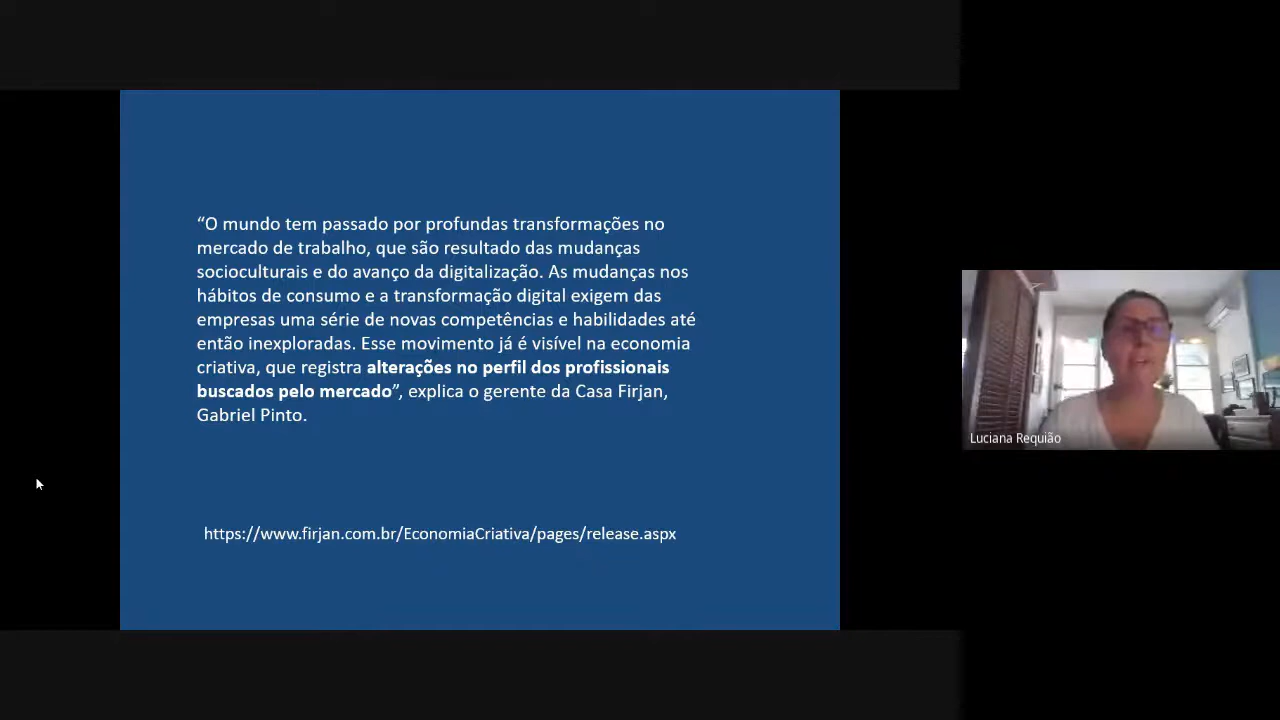 “O mundo tem passado por profundas transformações no
mercado de trabalho, que são resultado das mudanças
socioculturais e do avanço da digitalização. As mudanças nos
hábitos de consumo e a transformação digital exigem das
empresas uma série de novas competências e habilidades até
então inexploradas. Esse movimento já é visível na economia
criativa, que registra alterações no perfil dos profissionais
buscados pelo mercado”, explica o gerente da Casa Firjan,
Gabriel Pinto.
https://www.firjan.com.br/EconomiaCriativa/pages/release.aspx
Luciana Requião